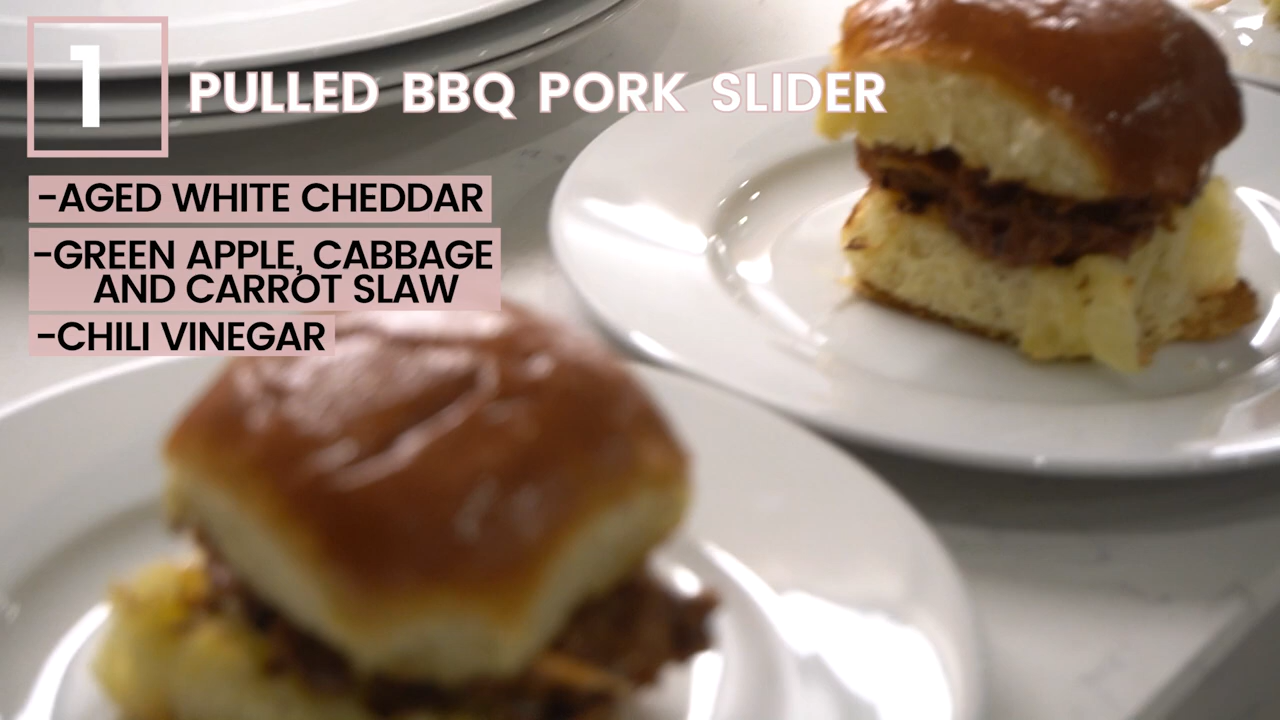 1
PULLED BBQ PORK SLIDER
-AGED WHITE CHEDDAR
-GREEN APPLE, CABBAGE
AND CARROT SLAW
-CHILI VINEGAR